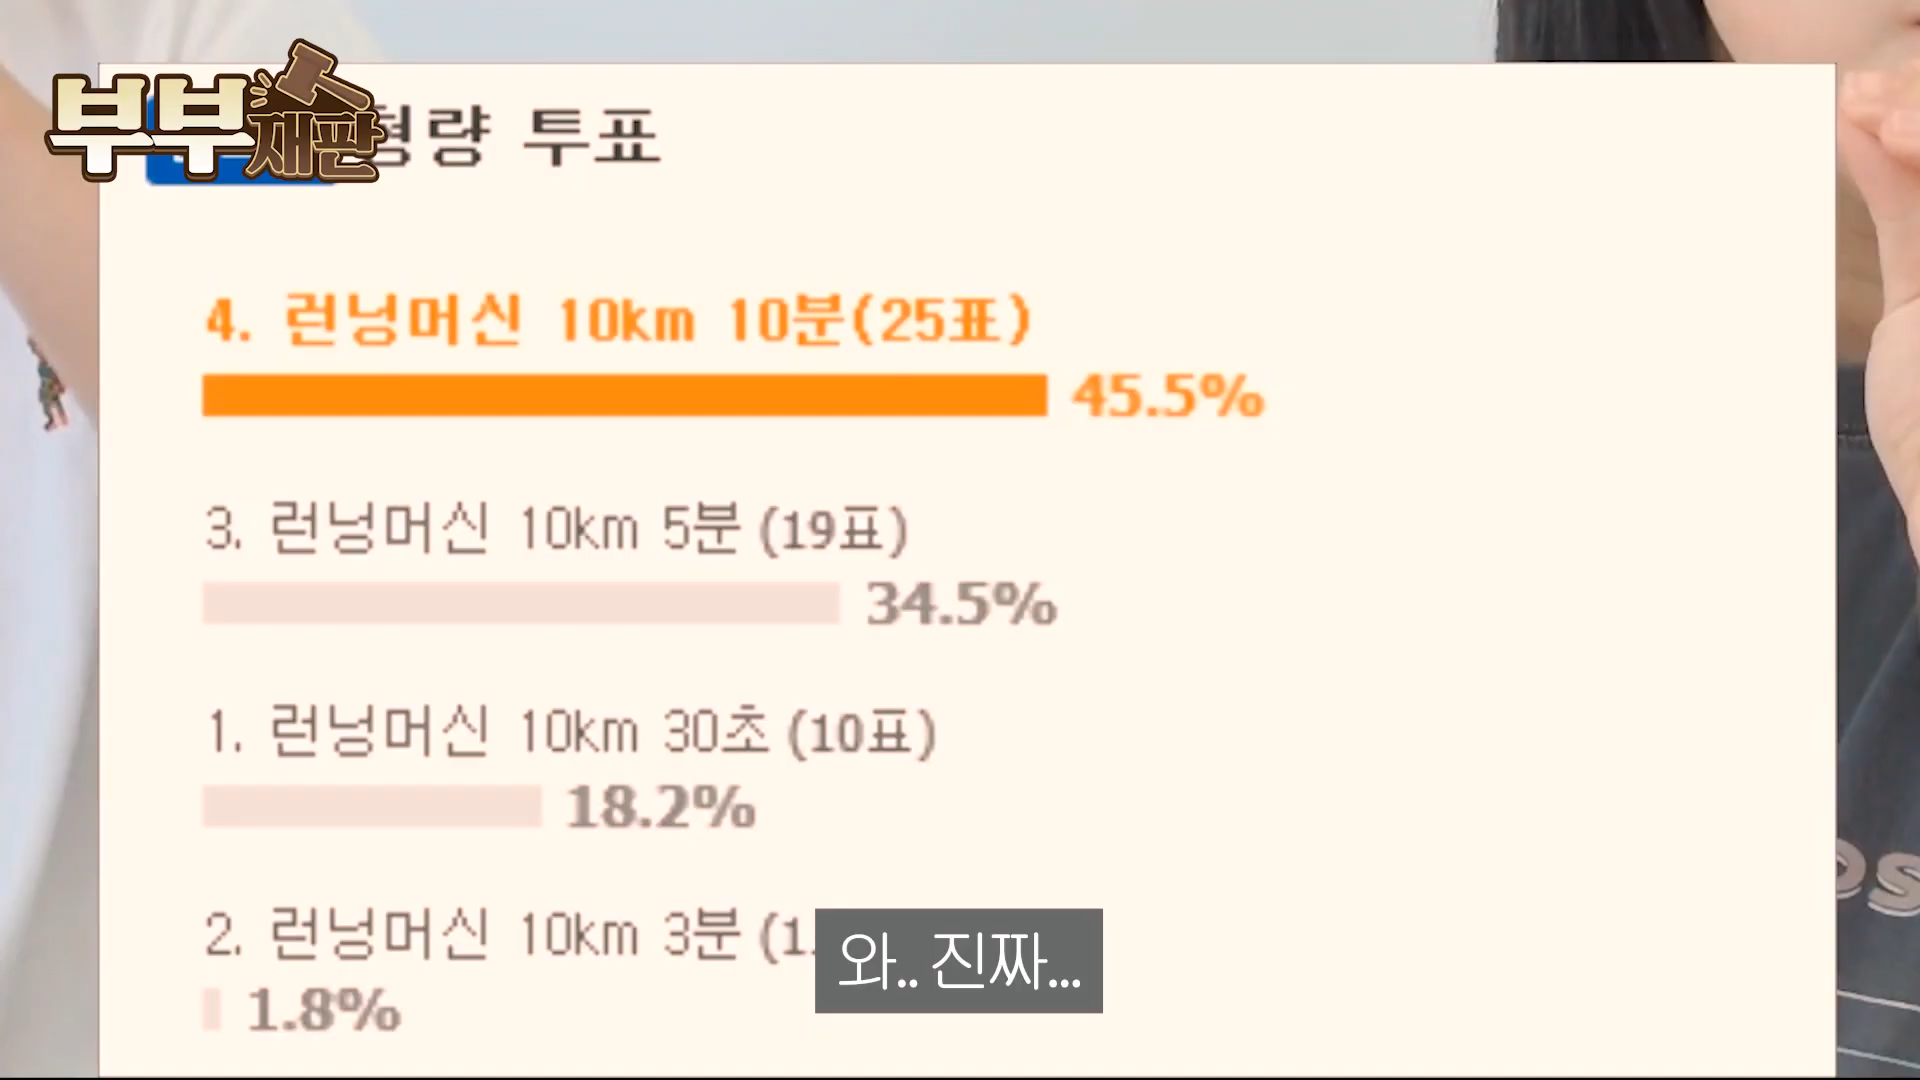 부부재판
형량 투표
4. 런닝머신 10km 10분(25표)
45.5%
3. 런닝머신 10km 5분 (19표)
34.5%
1. 런닝머신 10km 30초 (10표)
18.2%
2. 런닝머신 10km 3분 (1
1.8%
와.. 진짜...